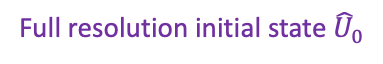 Full resolution initial state Û₀